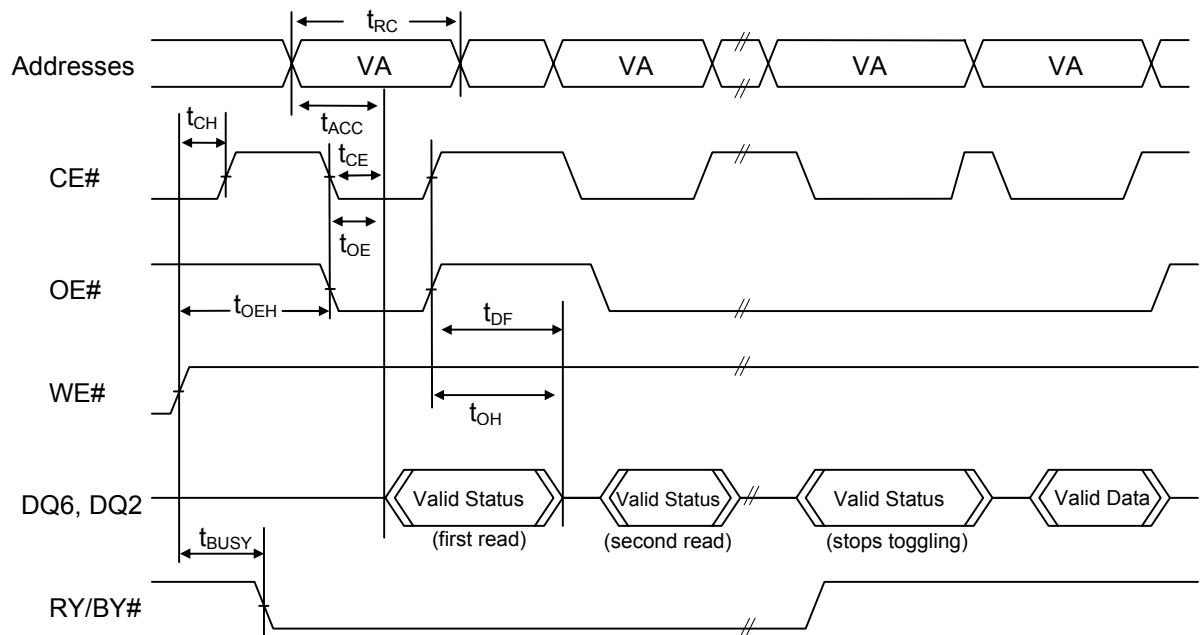 tRC
Addresses VA VA VA VA
tACC
tCH
tCE
CE#
tOE
OE#
tOEH
tDF
WE#
tOH
DQ6, DQ2 Valid Status Valid Status Valid Status Valid Data
(first read) (second read) (stops toggling)
tBUSY
RY/BY#